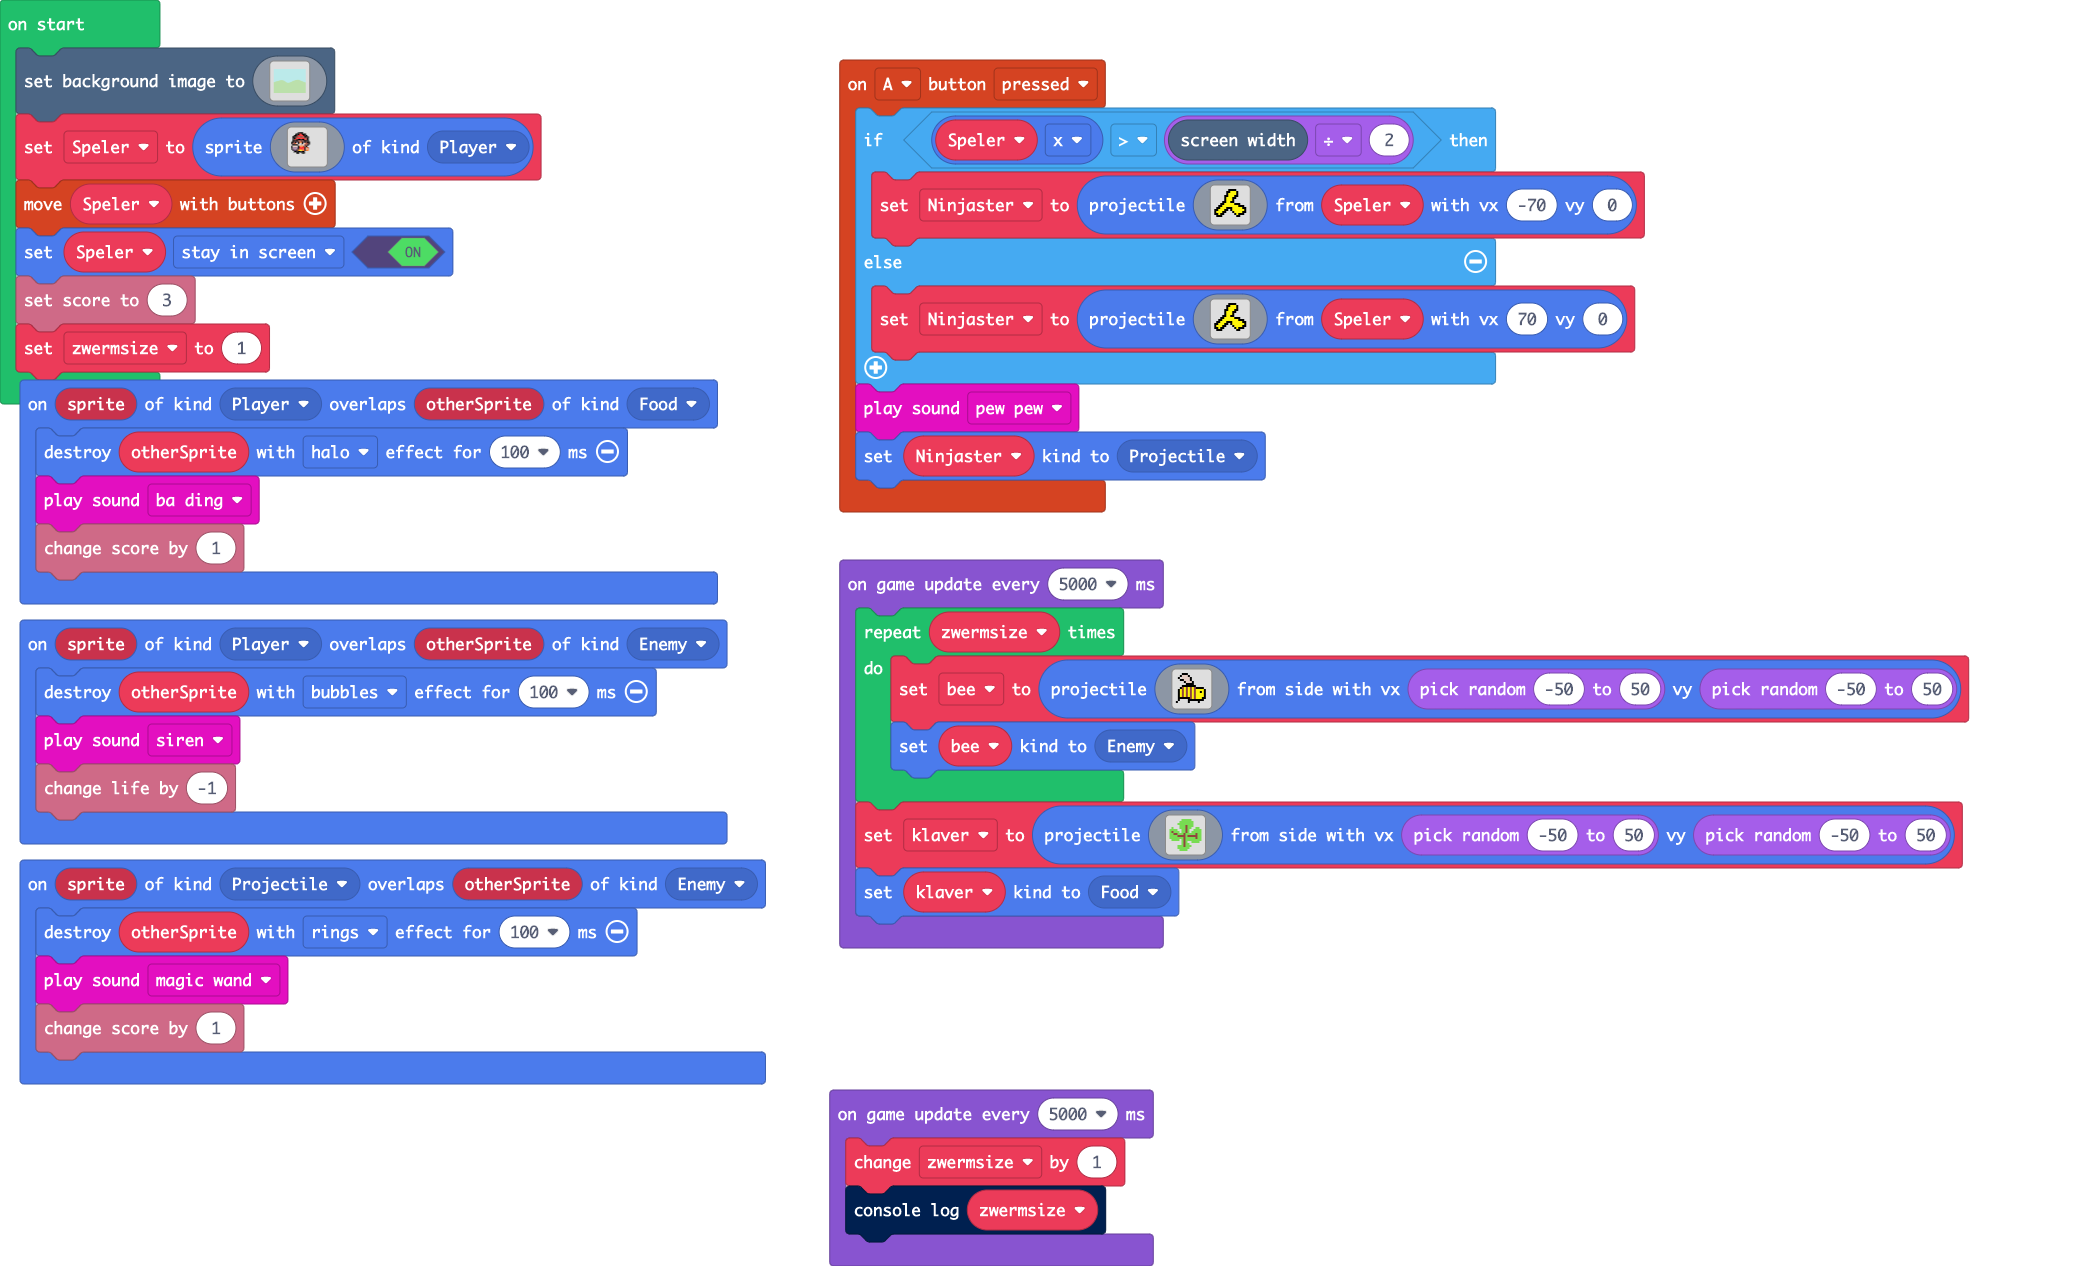 on start
set background image to
set Speler to sprite of kind Player
move Speler with buttons
set Speler stay in screen ON
set score to 3
set zwermsize to 1
on sprite of kind Player overlaps otherSprite of kind Food
destroy otherSprite with halo effect for 100 ms
play sound ba ding
change score by 1
on sprite of kind Player overlaps otherSprite of kind Enemy
destroy otherSprite with bubbles effect for 100 ms
play sound siren
change life by -1
on sprite of kind Projectile overlaps otherSprite of kind Enemy
destroy otherSprite with rings effect for 100 ms
play sound magic wand
change score by 1
on A button pressed
if Speler x > screen width ÷ 2 then
set Ninjaster to projectile from Speler with vx -70 vy 0
else
set Ninjaster to projectile from Speler with vx 70 vy 0
play sound pew pew
set Ninjaster kind to Projectile
on game update every 5000 ms
repeat zwermsize times
do
set bee to projectile from side with vx pick random -50 to 50 vy pick random -50 to 50
set bee kind to Enemy
set klaver to projectile from side with vx pick random -50 to 50 vy pick random -50 to 50
set klaver kind to Food
on game update every 5000 ms
change zwermsize by 1
console log zwermsize